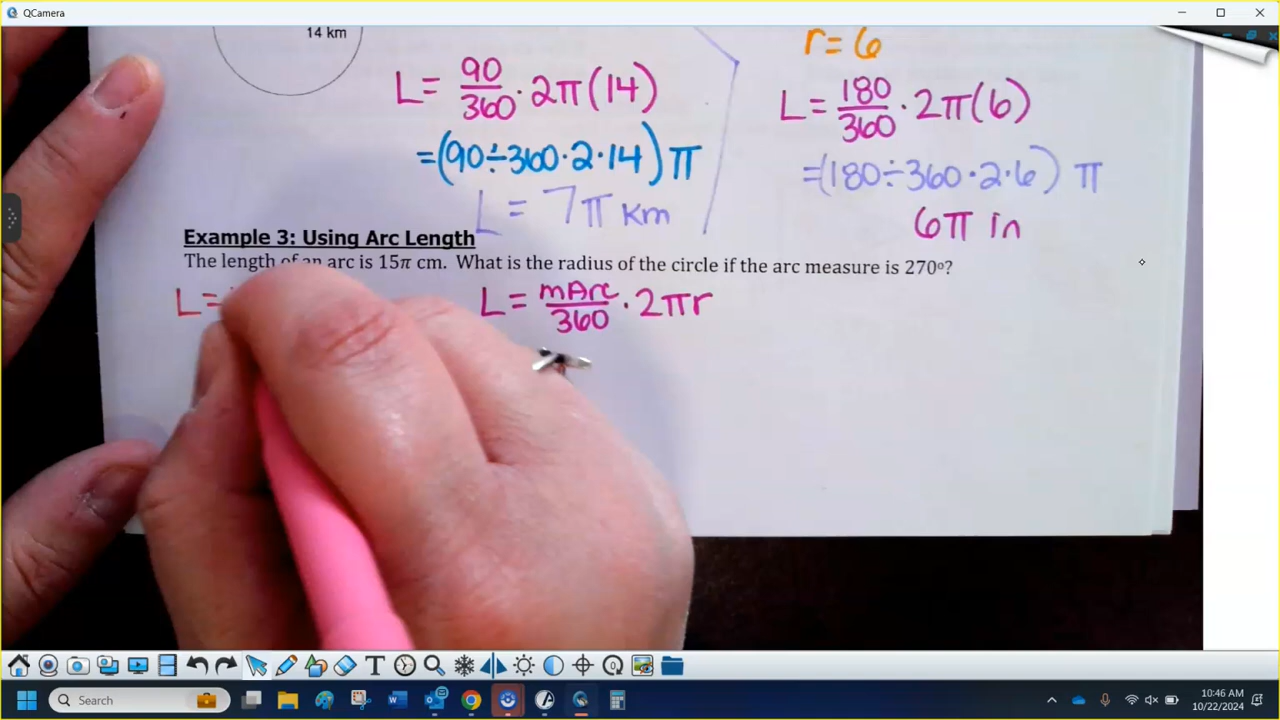 QCamera
14 km
L = 90/360 · 2π(14)
=(90÷360·2·14)π
L = 7π km
r=6
L = 180/360 · 2π(6)
=(180÷360·2·6) π
6π in
Example 3: Using Arc Length
The length of an arc is 15π cm. What is the radius of the circle if the arc measure is 270º?
L =
L = mArc/360 · 2πr
Search
10:46 AM
10/22/2024